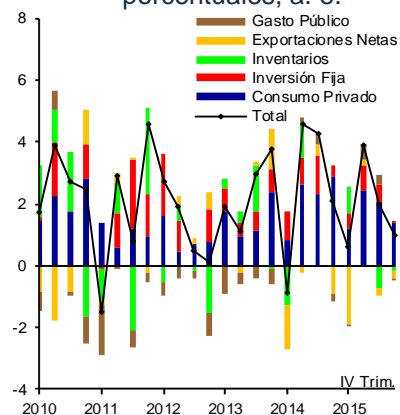 porcentuales, a. e.
8
Gasto Público
Exportaciones Netas
Inventarios
Inversión Fija
Consumo Privado
Total
6
4
2
0
-2
-4
IV Trim.
2010 2011 2012 2013 2014 2015